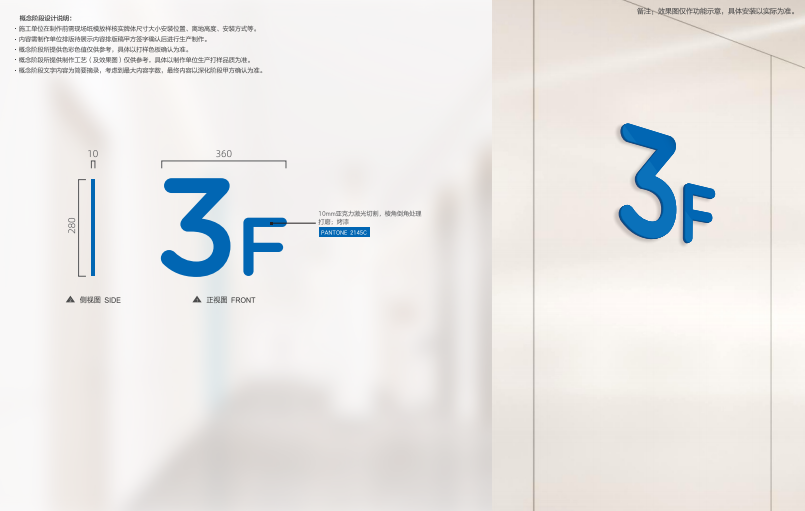 概念阶段设计说明:
· 施工单位在制作前需现场纸模放样核实牌体尺寸大小安装位置、离地高度、安装方式等。
· 内容需制作单位排版待展示内容排版稿甲方签字确认后进行生产制作。
· 概念阶段所提供色彩色值仅供参考，具体以打样色板确认为准。
· 概念阶段所提供制作工艺（及效果图）仅供参考，具体以制作单位生产打样品质为准。
· 概念阶段文字内容为简要摘录，考虑到最大内容字数，最终内容以深化阶段甲方确认为准。
备注：效果图仅作功能示意，具体安装以实际为准。
10
360
280
3F
10mm亚克力激光切割、棱角倒角处理
打磨；烤漆
PANTONE 2145C
侧视图 SIDE
正视图 FRONT
3F